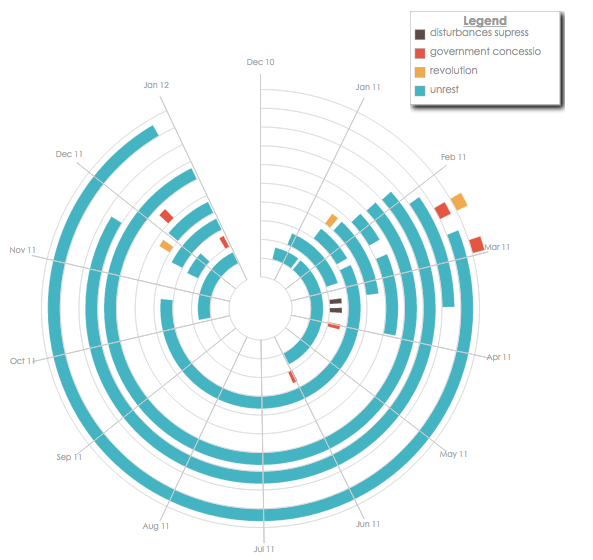 Legend
disturbances supress
government concessio
revolution
unrest
Dec 10
Jan 11
Feb 11
Mar 11
Apr 11
May 11
Jun 11
Jul 11
Aug 11
Sep 11
Oct 11
Nov 11
Dec 11
Jan 12